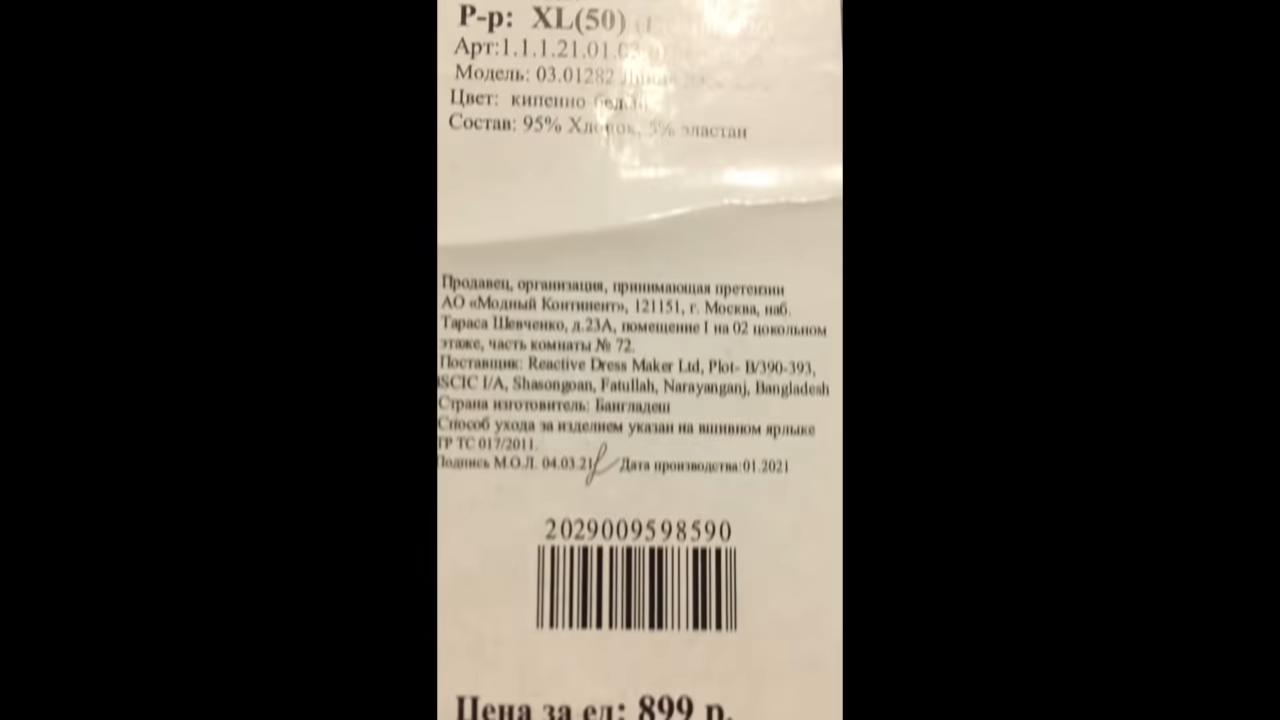 Р-р: XL(50)
Арт:1.1.1.21.01.0
Модель: 03.01282
Цвет: кипенно белый
Состав: 95% Хлопок, 5% эластан
Продавец, организация, принимающая претензии
АО «Модный Континент», 121151, г. Москва, наб.
Тараса Шевченко, д.23А, помещение I на 02 цокольном
этаже, часть комнаты № 72.
Поставщик: Reactive Dress Maker Ltd, Plot- B/390-393,
BSCIC I/A, Shasongoan, Fatullah, Narayanganj, Bangladesh
Страна изготовитель: Бангладеш
Способ ухода за изделием указан на вшивном ярлыке
ТР ТС 017/2011.
Подпись М.О.Л. 04.03.21 Дата производства:01.2021
2029009598590
Цена за ед: 899 р.